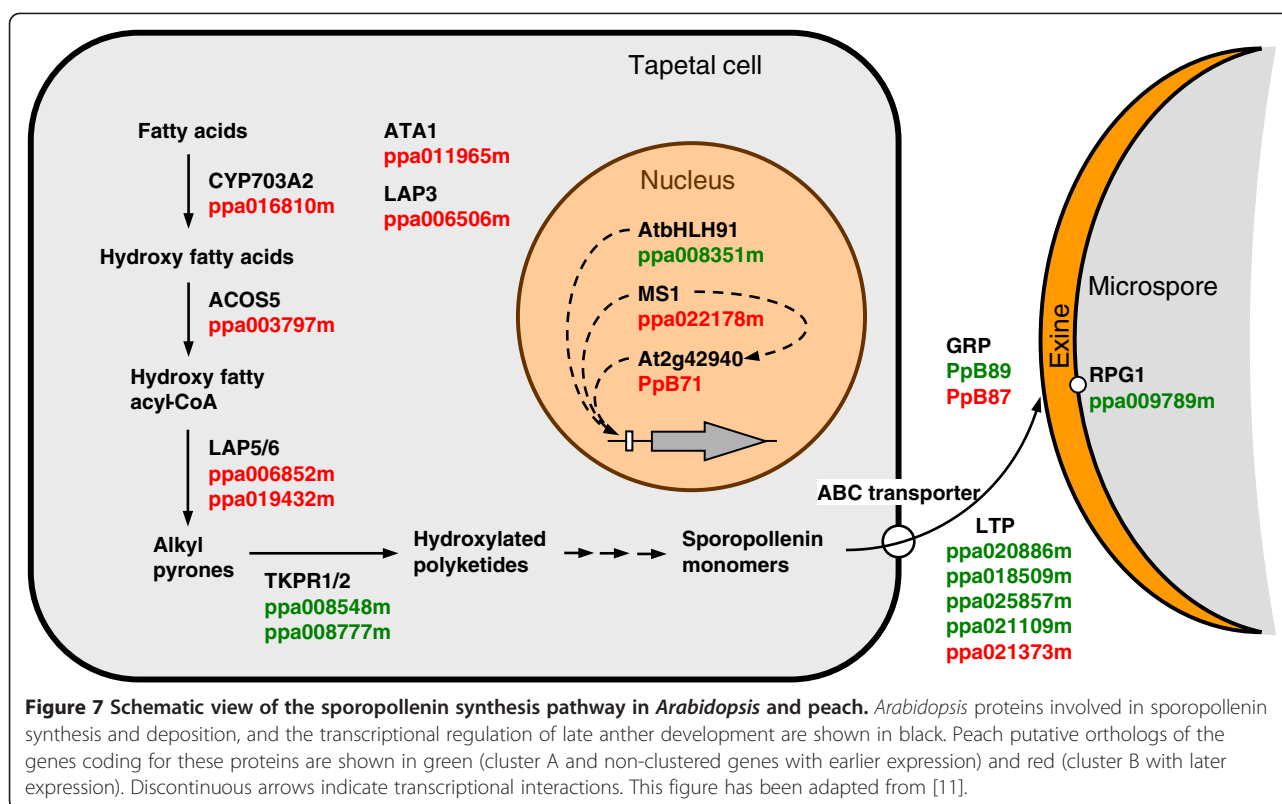 Tapetal cell
Fatty acids
CYP703A2
ppa016810m
Hydroxy fatty acids
ACOS5
ppa003797m
Hydroxy fatty
acyl-CoA
LAP5/6
ppa006852m
ppa019432m
Alkyl
pyrones
TKPR1/2
ppa008548m
ppa008777m
Hydroxylated
polyketides
Sporopollenin
monomers
ATA1
ppa011965m
LAP3
ppa006506m
Nucleus
AtbHLH91
ppa008351m
MS1
ppa022178m
At2g42940
PpB71
ABC transporter
GRP
PpB89
PpB87
LTP
ppa020886m
ppa018509m
ppa025857m
ppa021109m
ppa021373m
Exine
Microspore
RPG1
ppa009789m
Figure 7 Schematic view of the sporopollenin synthesis pathway in Arabidopsis and peach. Arabidopsis proteins involved in sporopollenin
synthesis and deposition, and the transcriptional regulation of late anther development are shown in black. Peach putative orthologs of the
genes coding for these proteins are shown in green (cluster A and non-clustered genes with earlier expression) and red (cluster B with later
expression). Discontinuous arrows indicate transcriptional interactions. This figure has been adapted from [11].